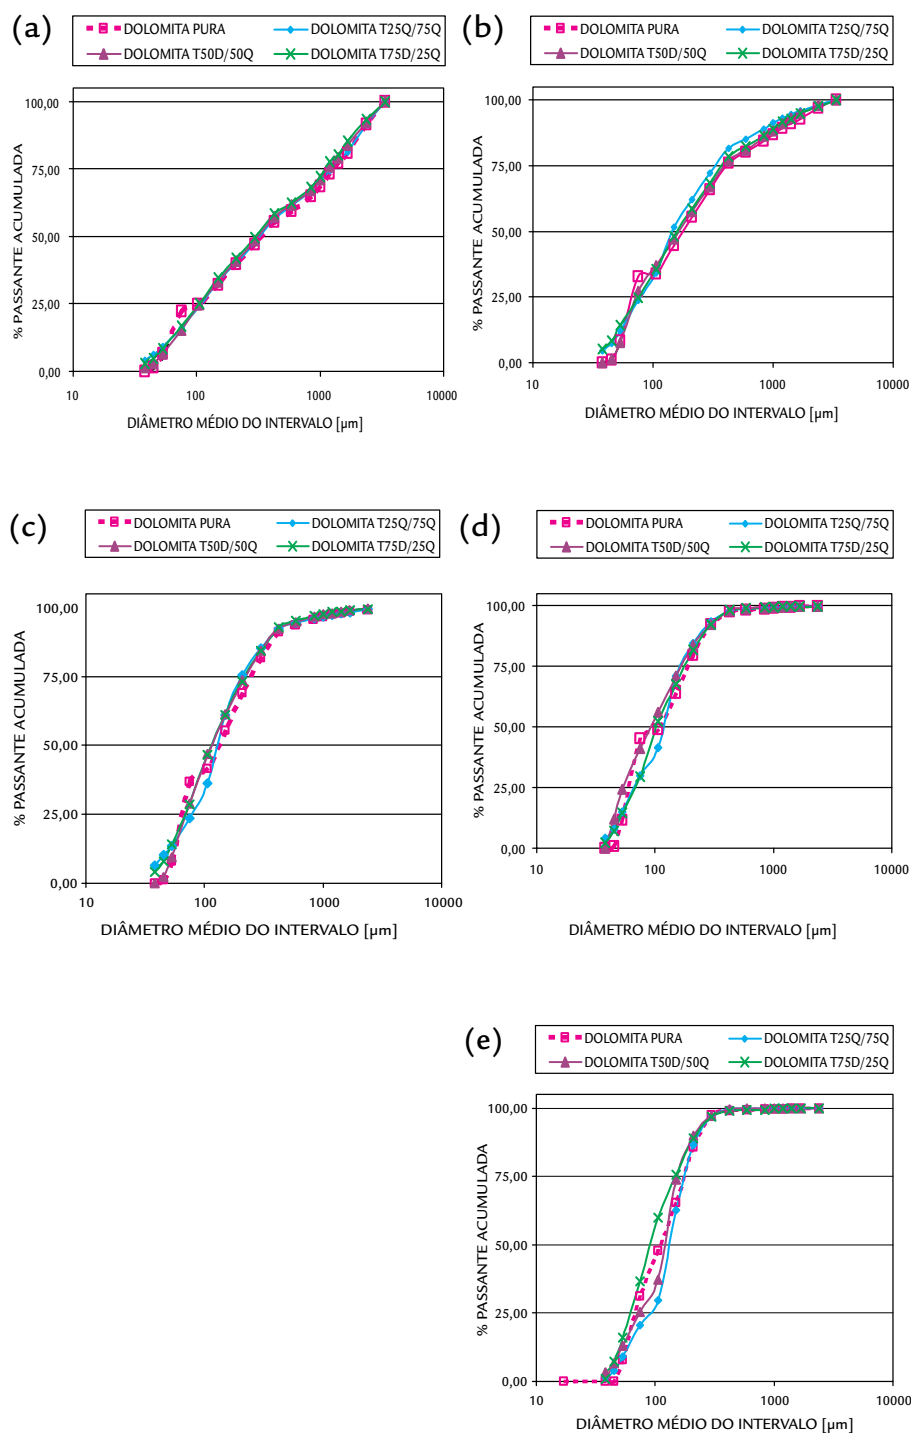 (a)
DOLOMITA PURA DOLOMITA T25Q/75Q
DOLOMITA T50D/50Q DOLOMITA T75D/25Q
% PASSANTE ACUMULADA
100,00
75,00
50,00
25,00
0,00
10 100 1000 10000
DIÂMETRO MÉDIO DO INTERVALO [µm]
(b)
DOLOMITA PURA DOLOMITA T25Q/75Q
DOLOMITA T50D/50Q DOLOMITA T75D/25Q
% PASSANTE ACUMULADA
100,00
75,00
50,00
25,00
0,00
10 100 1000 10000
DIÂMETRO MÉDIO DO INTERVALO [µm]
(c)
DOLOMITA PURA DOLOMITA T25Q/75Q
DOLOMITA T50D/50Q DOLOMITA T75D/25Q
% PASSANTE ACUMULADA
100,00
75,00
50,00
25,00
0,00
10 100 1000 10000
DIÂMETRO MÉDIO DO INTERVALO [µm]
(d)
DOLOMITA PURA DOLOMITA T25Q/75Q
DOLOMITA T50D/50Q DOLOMITA T75D/25Q
% PASSANTE ACUMULADA
100,00
75,00
50,00
25,00
0,00
10 100 1000 10000
DIÂMETRO MÉDIO DO INTERVALO [µm]
(e)
DOLOMITA PURA DOLOMITA T25Q/75Q
DOLOMITA T50D/50Q DOLOMITA T75D/25Q
% PASSANTE ACUMULADA
100,00
75,00
50,00
25,00
0,00
10 100 1000 10000
DIÂMETRO MÉDIO DO INTERVALO [µm]